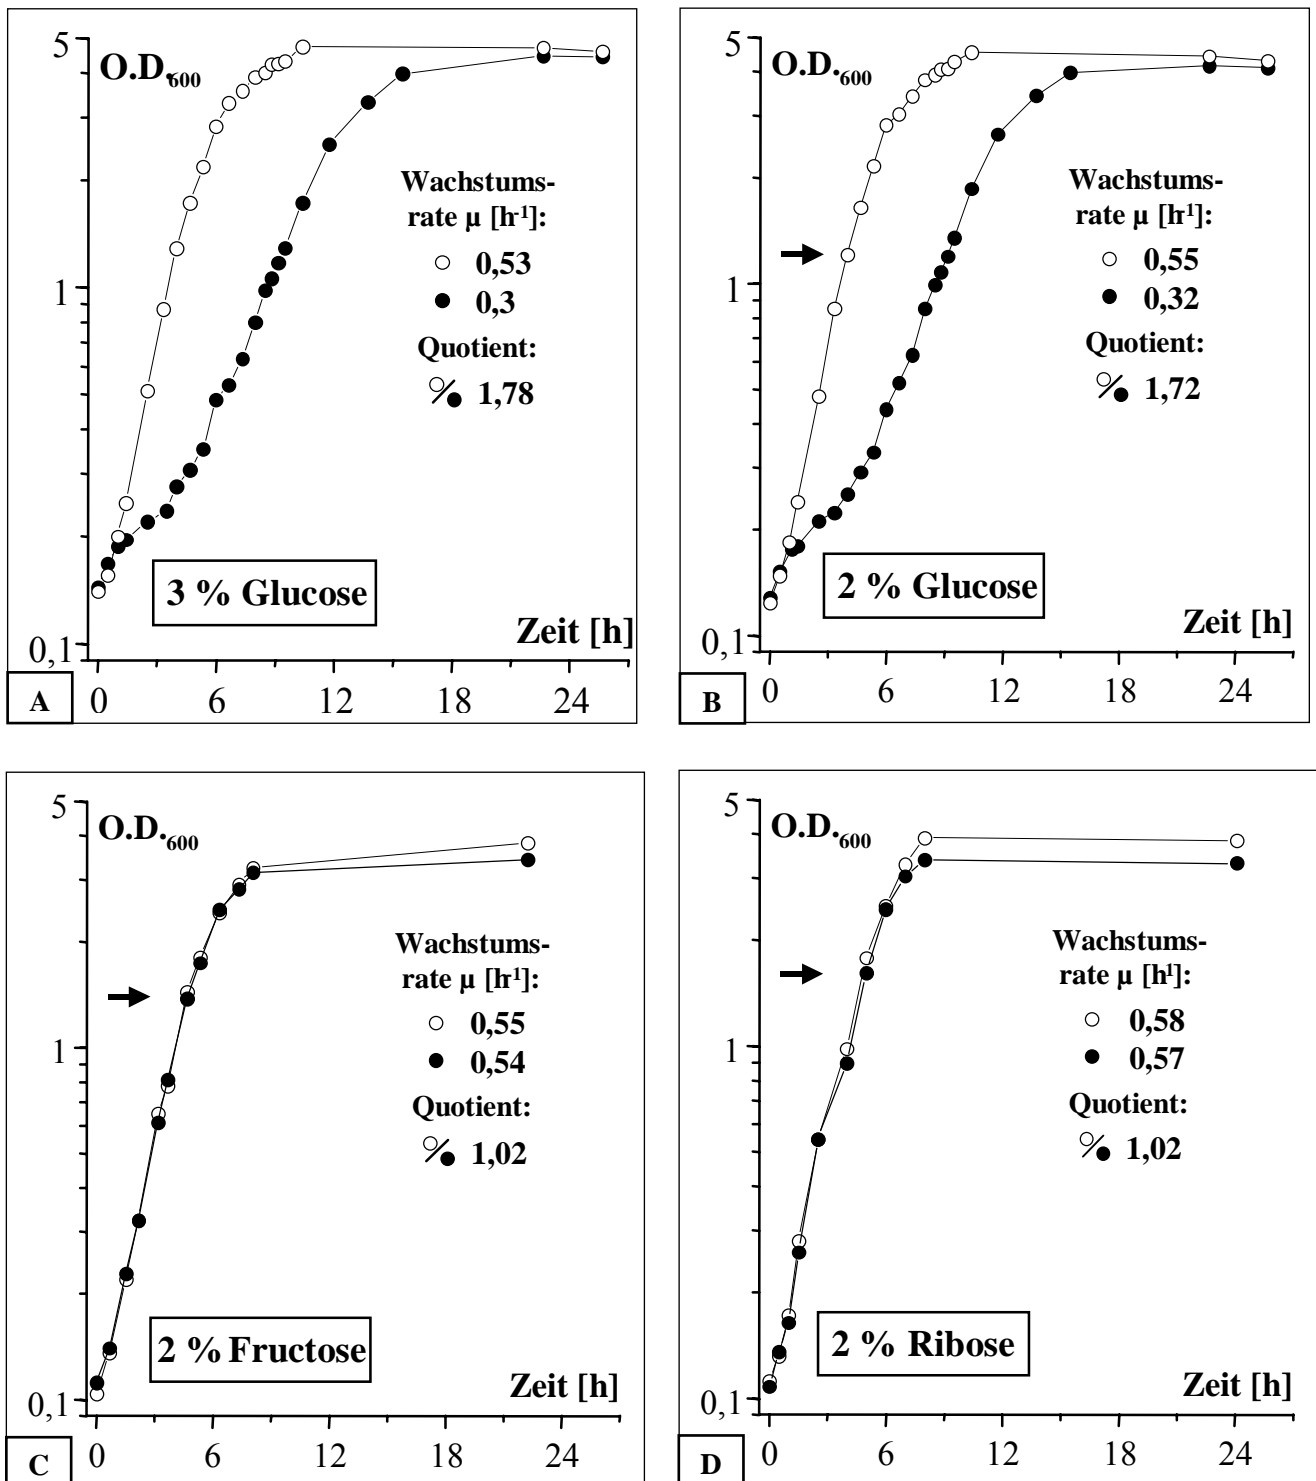 5
O.D.600
Wachstums-
rate µ [h-1]:
0,53
0,3
Quotient:
1,78
1
3 % Glucose
Zeit [h]
0,1
0 6 12 18 24
A
5
O.D.600
Wachstums-
rate µ [h-1]:
0,55
0,32
Quotient:
1,72
1
2 % Glucose
Zeit [h]
0,1
0 6 12 18 24
B
5
O.D.600
Wachstums-
rate µ [h-1]:
0,55
0,54
Quotient:
1,02
1
2 % Fructose
Zeit [h]
0,1
0 6 12 18 24
C
5
O.D.600
Wachstums-
rate µ [h1]:
0,58
0,57
Quotient:
1,02
1
2 % Ribose
Zeit [h]
0,1
0 6 12 18 24
D